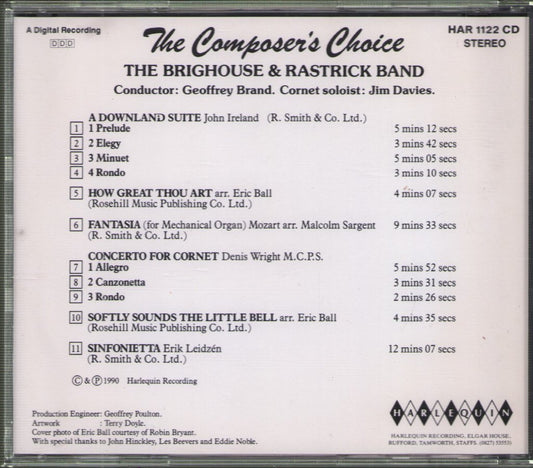 A Digital Recording
DDD
The Composer's Choice
HAR 1122 CD
STEREO
THE BRIGHOUSE & RASTRICK BAND
Conductor: Geoffrey Brand. Cornet soloist: Jim Davies.
A DOWNLAND SUITE John Ireland (R. Smith & Co. Ltd.)
1 1 Prelude 5 mins 12 secs
2 2 Elegy 3 mins 42 secs
3 3 Minuet 5 mins 05 secs
4 4 Rondo 3 mins 10 secs
5 HOW GREAT THOU ART arr. Eric Ball 4 mins 07 secs
(Rosehill Music Publishing Co. Ltd.)
6 FANTASIA (for Mechanical Organ) Mozart arr. Malcolm Sargent 9 mins 33 secs
(R. Smith & Co. Ltd.)
CONCERTO FOR CORNET Denis Wright M.C.P.S.
7 1 Allegro 5 mins 52 secs
8 2 Canzonetta 3 mins 31 secs
9 3 Rondo 2 mins 26 secs
10 SOFTLY SOUNDS THE LITTLE BELL arr. Eric Ball 4 mins 35 secs
(Rosehill Music Publishing Co. Ltd.)
11 SINFONIETTA Erik Leidzén 12 mins 07 secs
(R. Smith & Co. Ltd.)
© & ℗ 1990 Harlequin Recording
Production Engineer: Geoffrey Poulton.
Artwork : Terry Doyle.
Cover photo of Eric Ball courtesy of Robin Bryant.
With special thanks to John Hinckley, Les Beevers and Eddie Noble.
HARLEQUIN
HARLEQUIN RECORDING, ELGAR HOUSE,
RUFFORD, TAMWORTH, STAFFS. (0827) 53553)